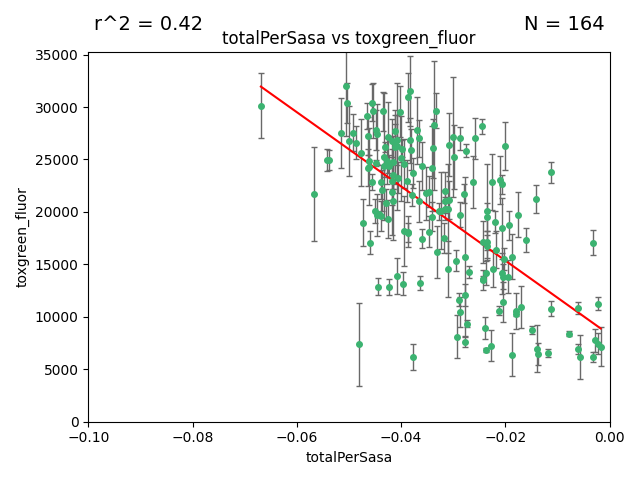 r^2 = 0.42
N = 164
totalPerSasa vs toxgreen_fluor
35000
30000
25000
20000
15000
10000
5000
0
toxgreen_fluor
−0.10
−0.08
−0.06
−0.04
−0.02
0.00
totalPerSasa